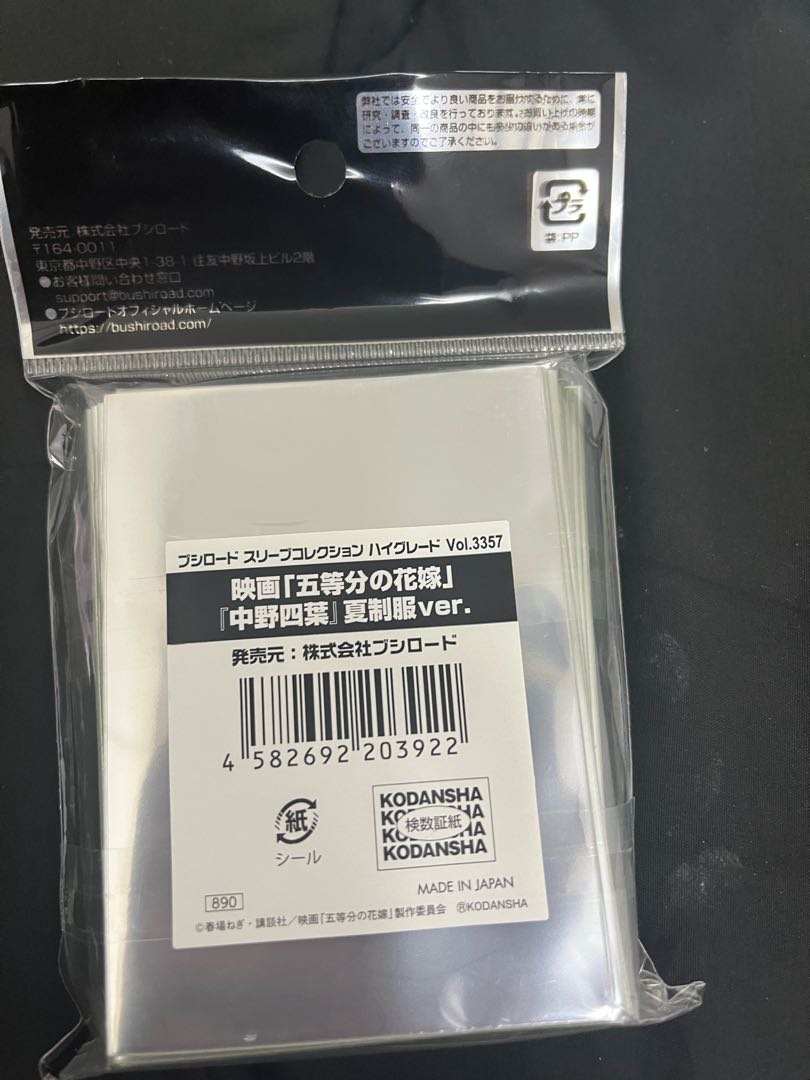 弊社では安全でより良い商品をお届けするために、常に
研究・調査・改良を行っております。お買い上げの時期
によって、同一の商品の中にも多少の違いがある場合が
ございますのでご了承ください。
プラ
袋:PP
発売元 株式会社ブシロード
〒164-0011
東京都中野区中央1-38-1 住友中野坂上ビル2階
●お客様問い合わせ窓口
support@bushiroad.com
●ブシロードオフィシャルホームページ
https://bushiroad.com/
ブシロード スリーブコレクション ハイグレード Vol.3357
映画「五等分の花嫁」
『中野四葉』夏制服ver.
発売元：株式会社ブシロード
4 582692 203922
紙
シール
KODANSHA
検数証紙
KODANSHA
MADE IN JAPAN
890
©春場ねぎ・講談社／映画「五等分の花嫁」製作委員会 ®KODANSHA